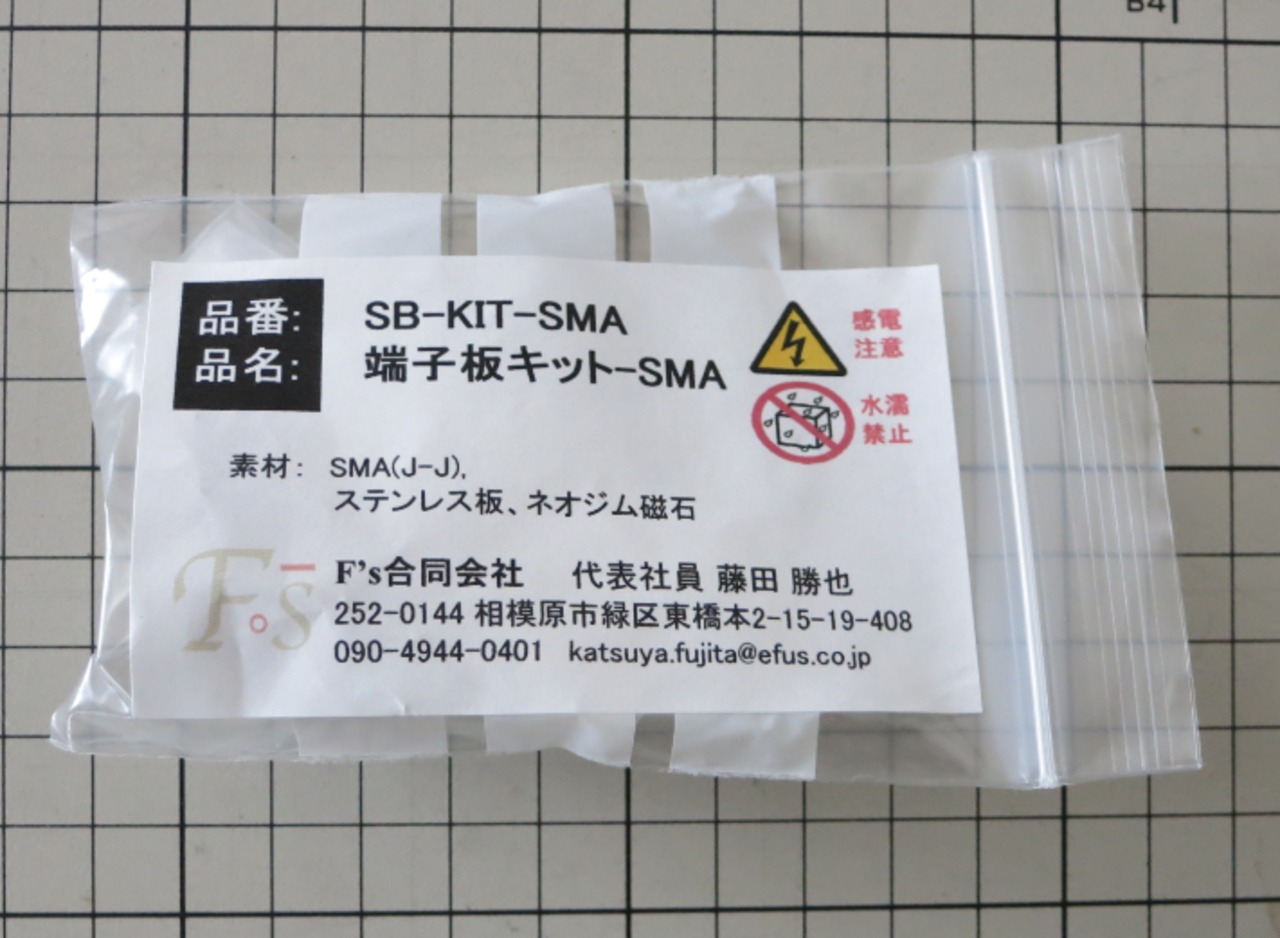 B4
品番: SB-KIT-SMA
品名: 端子板キット-SMA
感電
注意
水濡
禁止
素材: SMA(J-J),
ステンレス板、ネオジム磁石
F's
F's合同会社 代表社員 藤田 勝也
252-0144 相模原市緑区東橋本2-15-19-408
090-4944-0401 katsuya.fujita@efus.co.jp